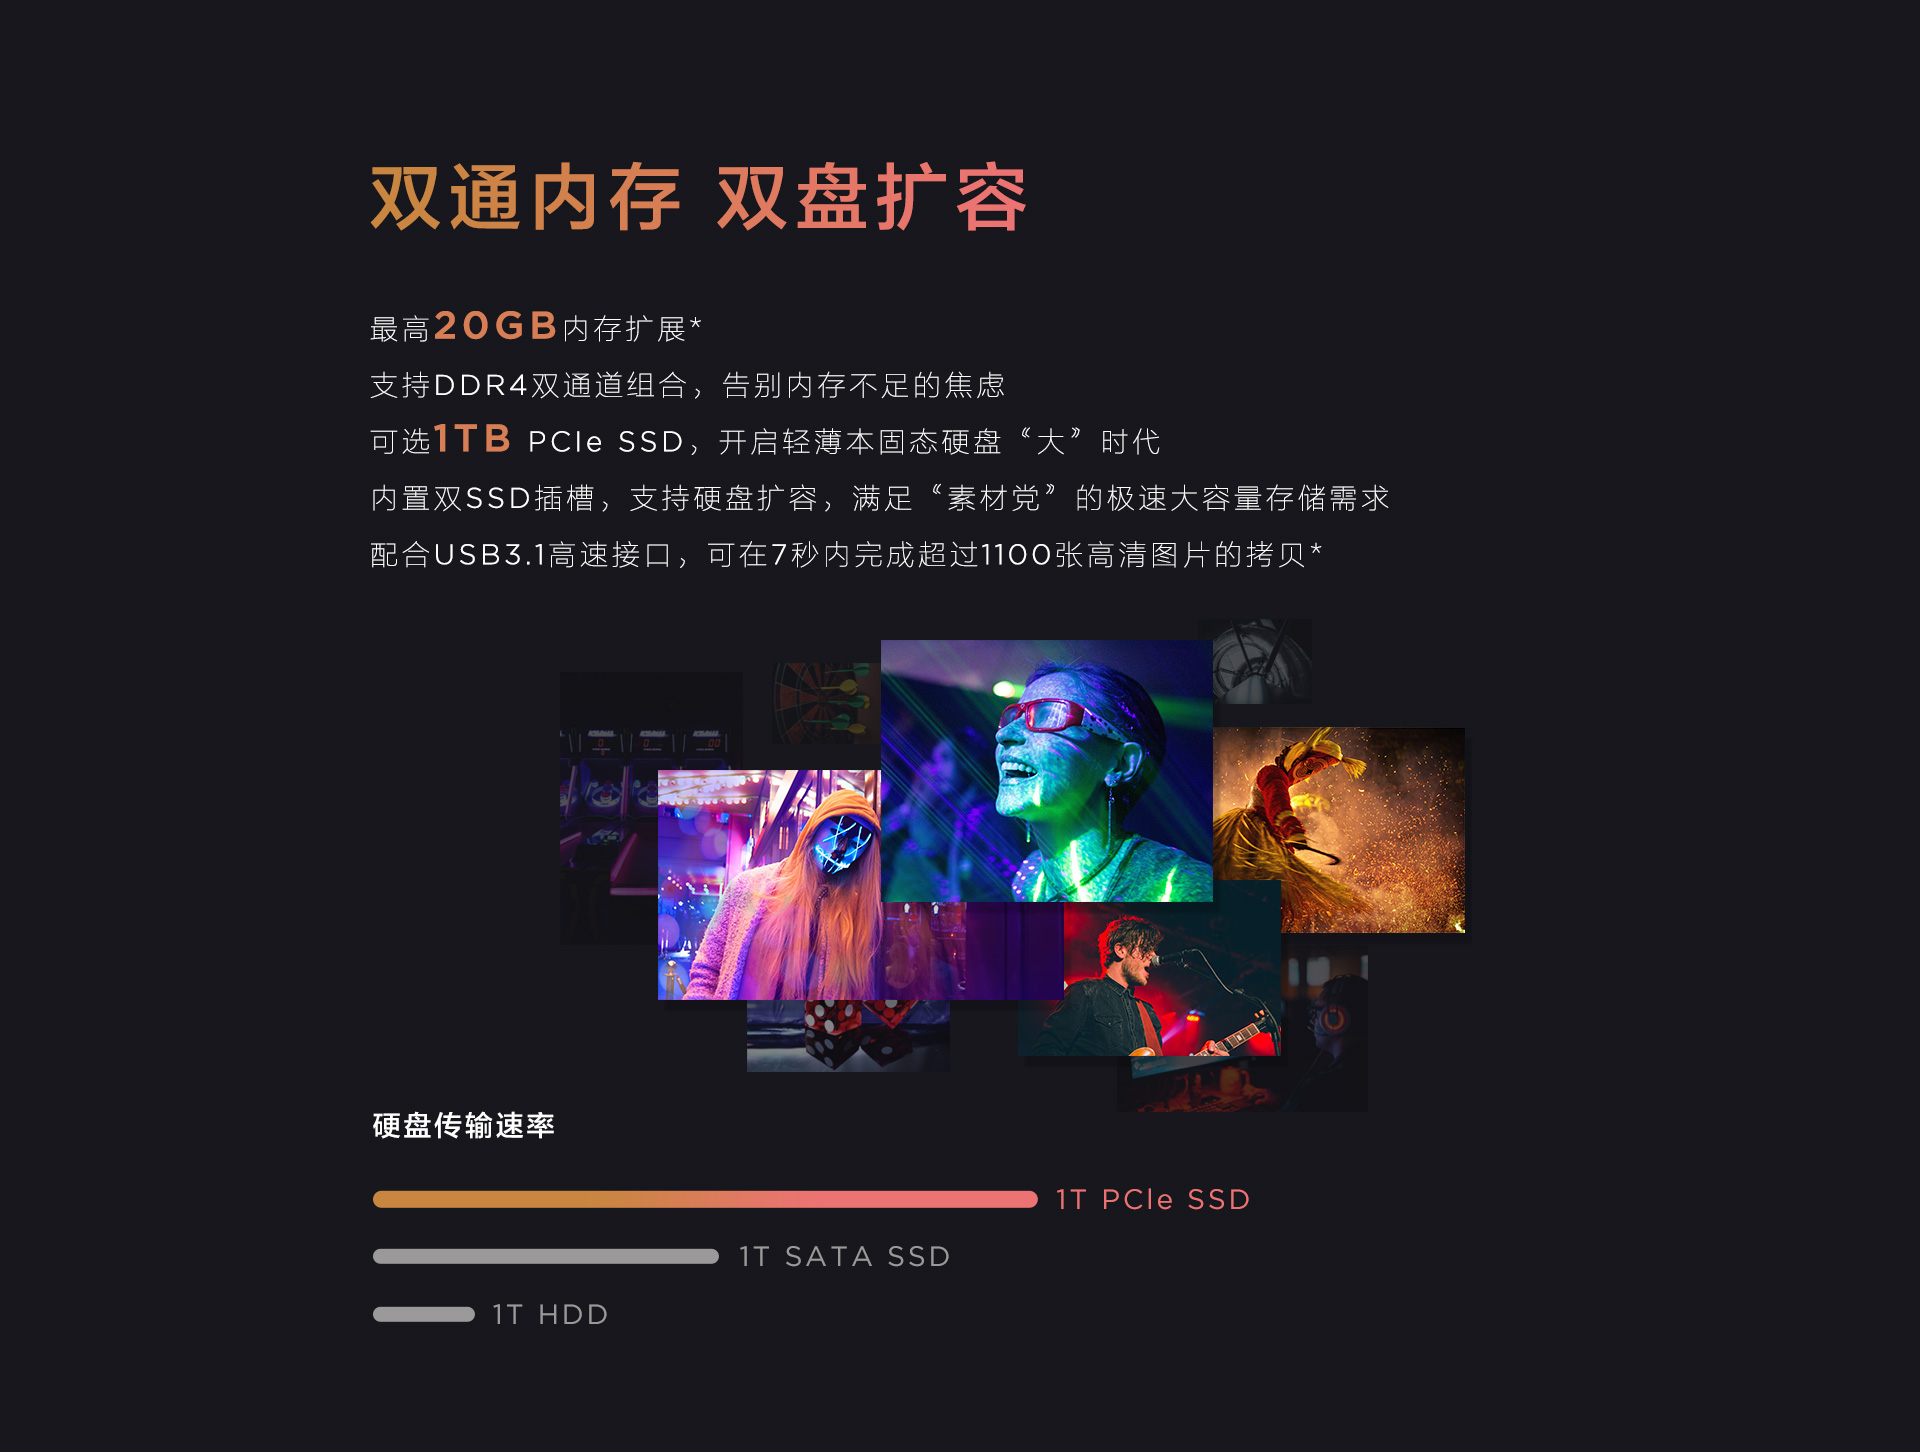 双通内存 双盘扩容
最高20GB内存扩展*
支持DDR4双通道组合，告别内存不足的焦虑
可选1TB PCIe SSD，开启轻薄本固态硬盘“大”时代
内置双SSD插槽，支持硬盘扩容，满足“素材党”的极速大容量存储需求
配合USB3.1高速接口，可在7秒内完成超过1100张高清图片的拷贝*
硬盘传输速率
1T PCIe SSD
1T SATA SSD
1T HDD